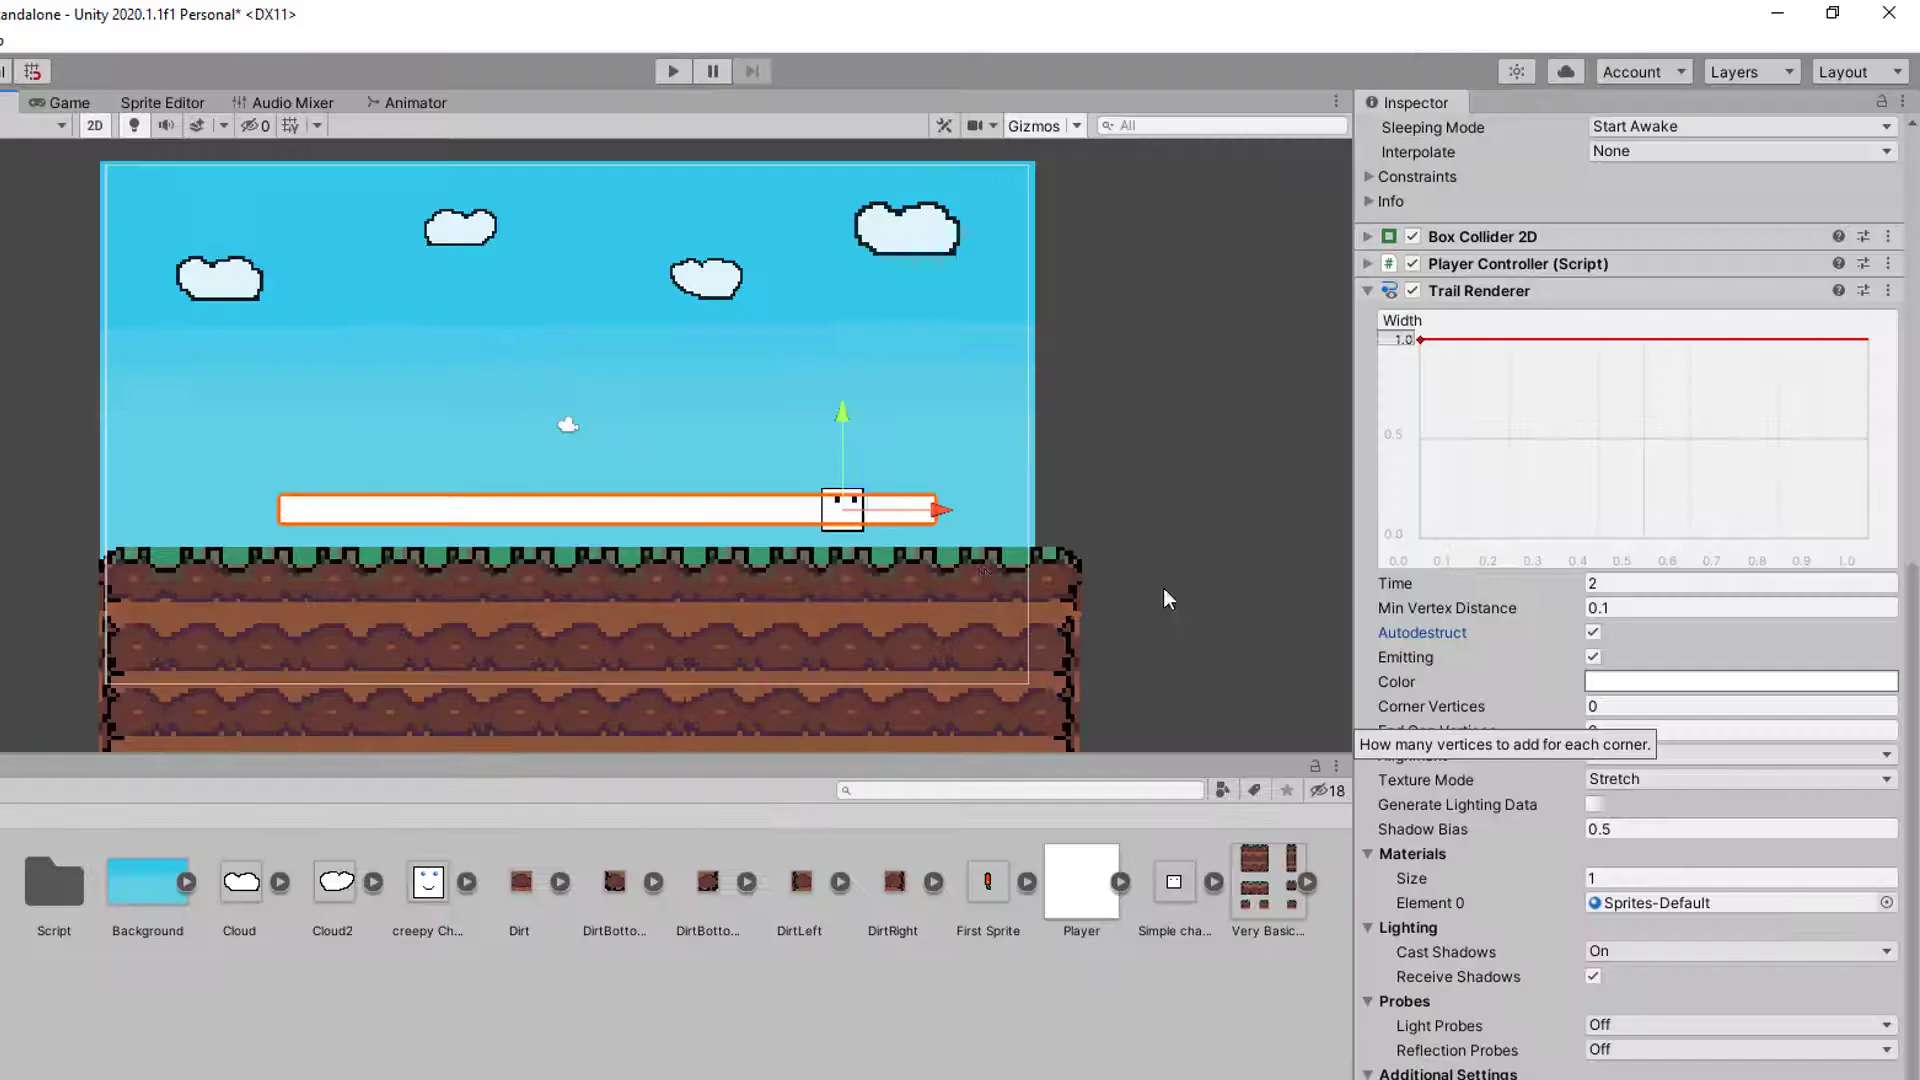 andalone - Unity 2020.1.1f1 Personal* <DX11>
Account
Layers
Layout
Game
Sprite Editor
Audio Mixer
Animator
Inspector
2D
0
Gizmos
All
Sleeping Mode
Start Awake
Interpolate
None
Constraints
Info
Box Collider 2D
# Player Controller (Script)
Trail Renderer
Width
1.0
0.5
0.0
0.0 0.1 0.2 0.3 0.4 0.5 0.6 0.7 0.8 0.9 1.0
Time
2
Min Vertex Distance
0.1
Autodestruct
Emitting
Color
Corner Vertices
0
How many vertices to add for each corner.
Texture Mode
Stretch
Generate Lighting Data
Shadow Bias
0.5
Materials
Size
1
Element 0
Sprites-Default
Lighting
Cast Shadows
On
Receive Shadows
Probes
Light Probes
Off
Reflection Probes
Off
Additional Settings
18
Script
Background
Cloud
Cloud2
creepy Ch...
Dirt
DirtBotto...
DirtBotto...
DirtLeft
DirtRight
First Sprite
Player
Simple cha...
Very Basic...